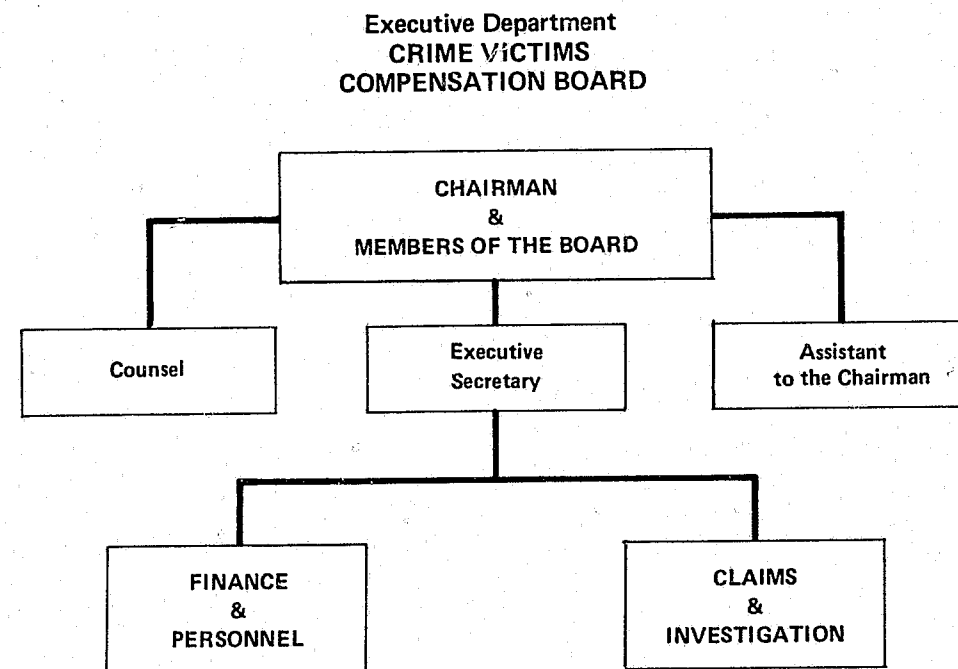 Executive Department
CRIME VICTIMS
COMPENSATION BOARD
CHAIRMAN
&
MEMBERS OF THE BOARD
Counsel
Executive
Secretary
Assistant
to the Chairman
FINANCE
&
PERSONNEL
CLAIMS
&
INVESTIGATION